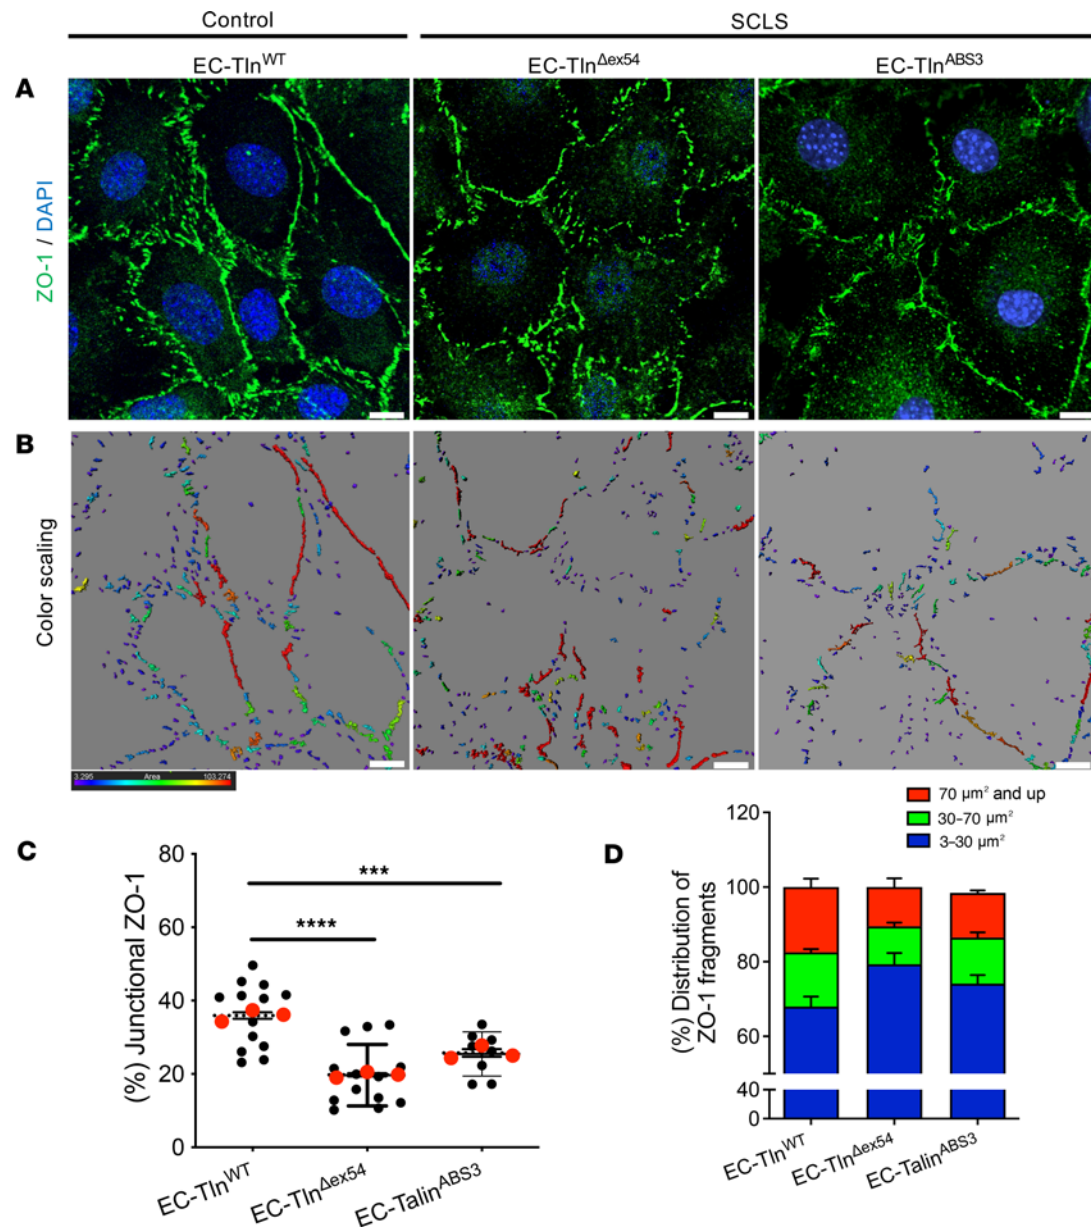 Control
SCLS
EC-Tln^WT
EC-Tln^Δex54
EC-Tln^ABS3
A
ZO-1 / DAPI
B
Color scaling
3.295 Area 103.274
C
(%) Junctional ZO-1
80
60
40
20
0
***
****
EC-Tln^WT
EC-Tln^Δex54
EC-Talin^ABS3
D
70 µm² and up
30–70 µm²
3–30 µm²
(%) Distribution of
ZO-1 fragments
120
100
80
60
40
0
EC-Tln^WT
EC-Tln^Δex54
EC-Talin^ABS3